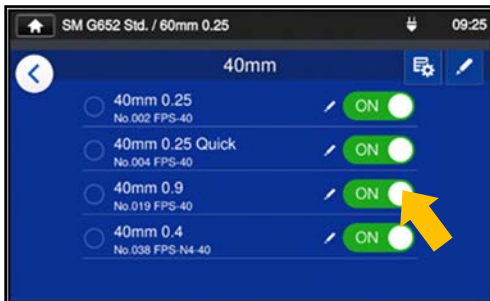 SM G652 Std. / 60mm 0.25
09:25
40mm
40mm 0.25
No.002 FPS-40
ON
40mm 0.25 Quick
No.004 FPS-40
ON
40mm 0.9
No.019 FPS-40
ON
40mm 0.4
No.038 FPS-N4-40
ON